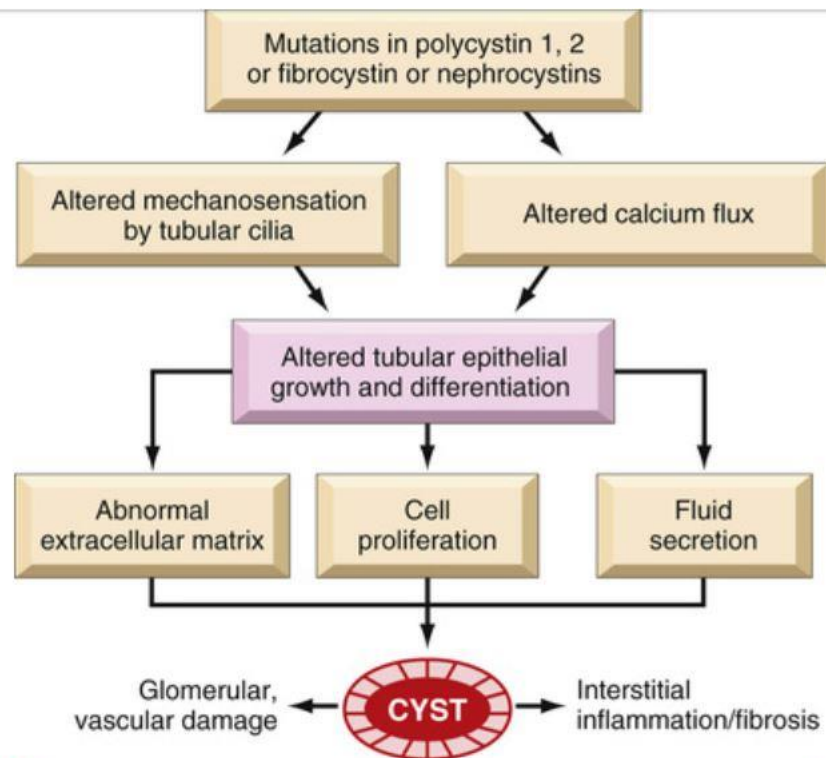 Mutations in polycystin 1, 2
or fibrocystin or nephrocystins
Altered mechanosensation
by tubular cilia
Altered calcium flux
Altered tubular epithelial
growth and differentiation
Abnormal
extracellular matrix
Cell
proliferation
Fluid
secretion
Glomerular,
vascular damage
CYST
Interstitial
inflammation/fibrosis